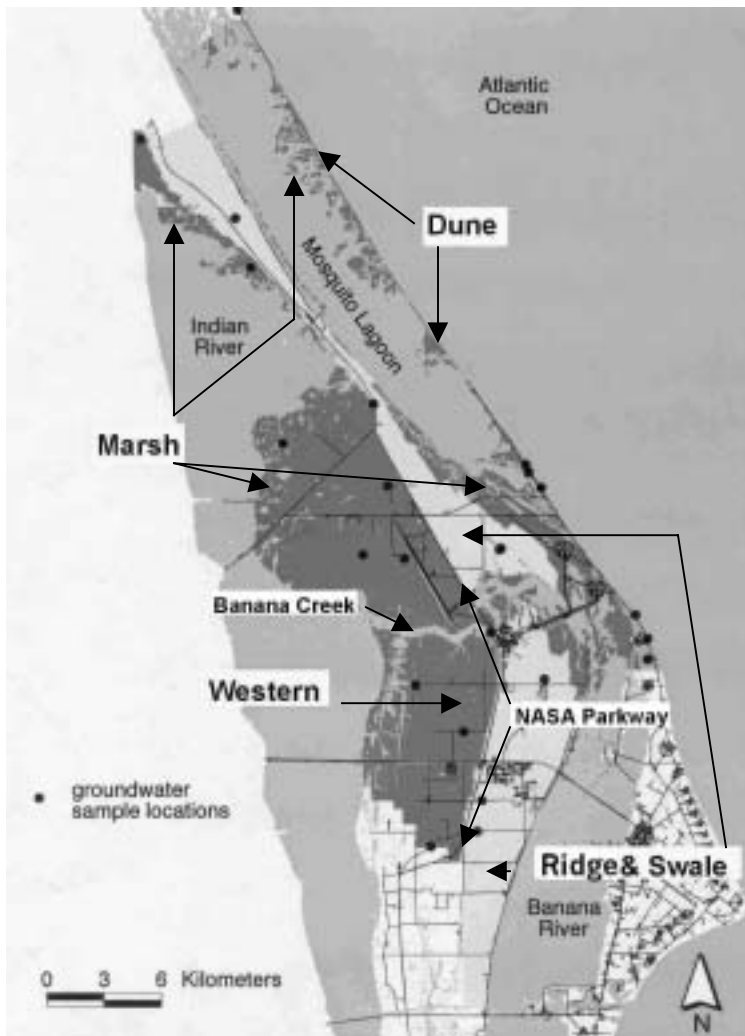 Atlantic
Ocean
Dune
Mosquito Lagoon
Indian
River
Marsh
Banana Creek
Western
NASA Parkway
groundwater
sample locations
Ridge& Swale
Banana
River
0 3 6 Kilometers
N